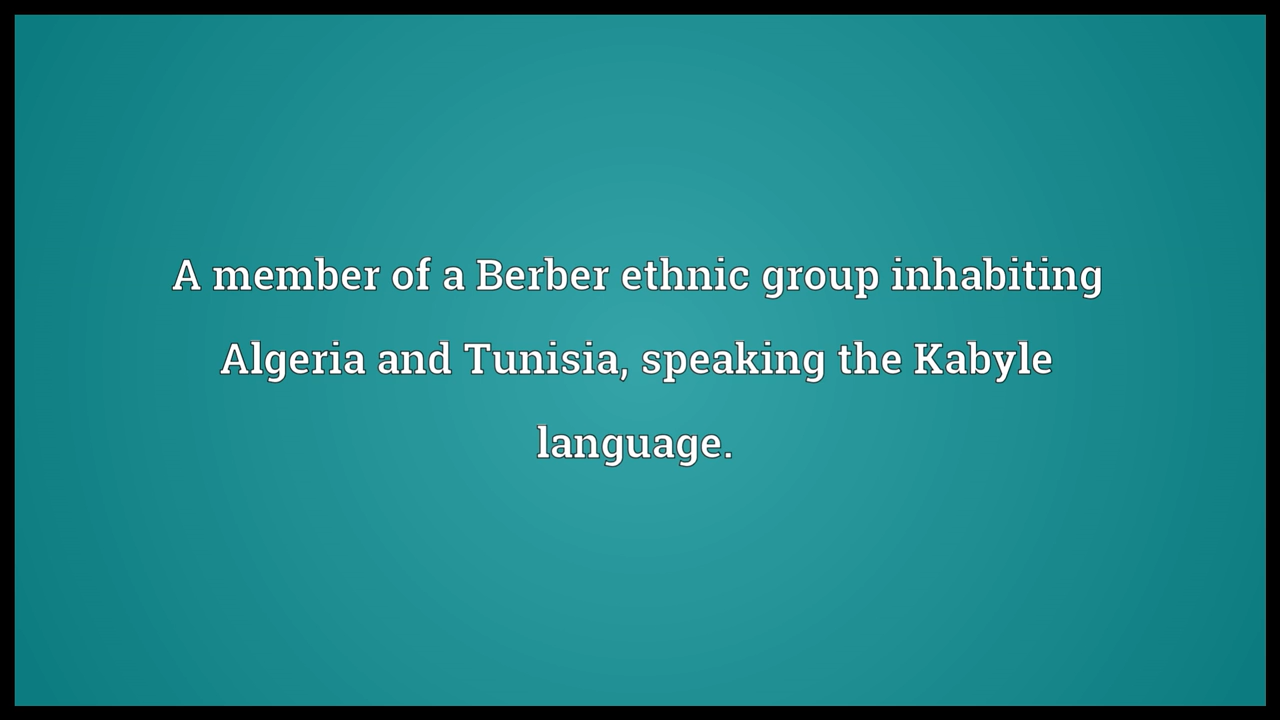 A member of a Berber ethnic group inhabiting
Algeria and Tunisia, speaking the Kabyle
language.